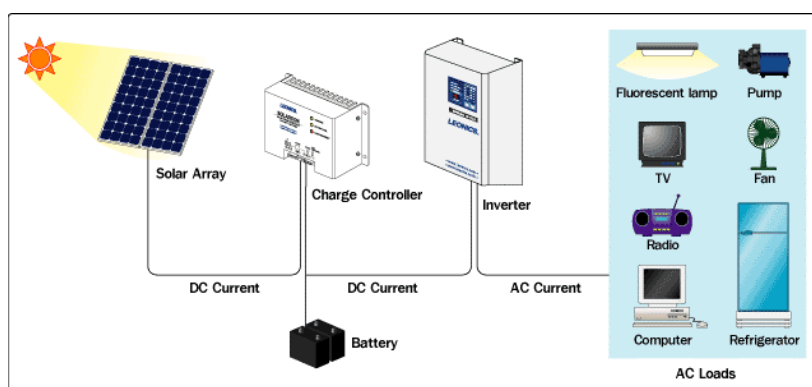 Fluorescent lamp
Pump
LEONICS
LEONICS
Solar Array
Charge Controller
Inverter
TV
Fan
Radio
DC Current
DC Current
AC Current
Battery
Computer
Refrigerator
AC Loads